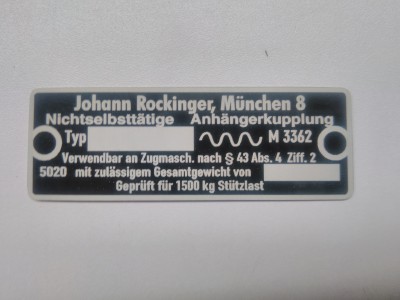 Johann Rockinger, München 8
Nichtselbsttätige Anhängerkupplung
Typ M 3362
Verwendbar an Zugmasch. nach § 43 Abs. 4 Ziff. 2
5020 mit zulässigem Gesamtgewicht von
Geprüft für 1500 kg Stützlast